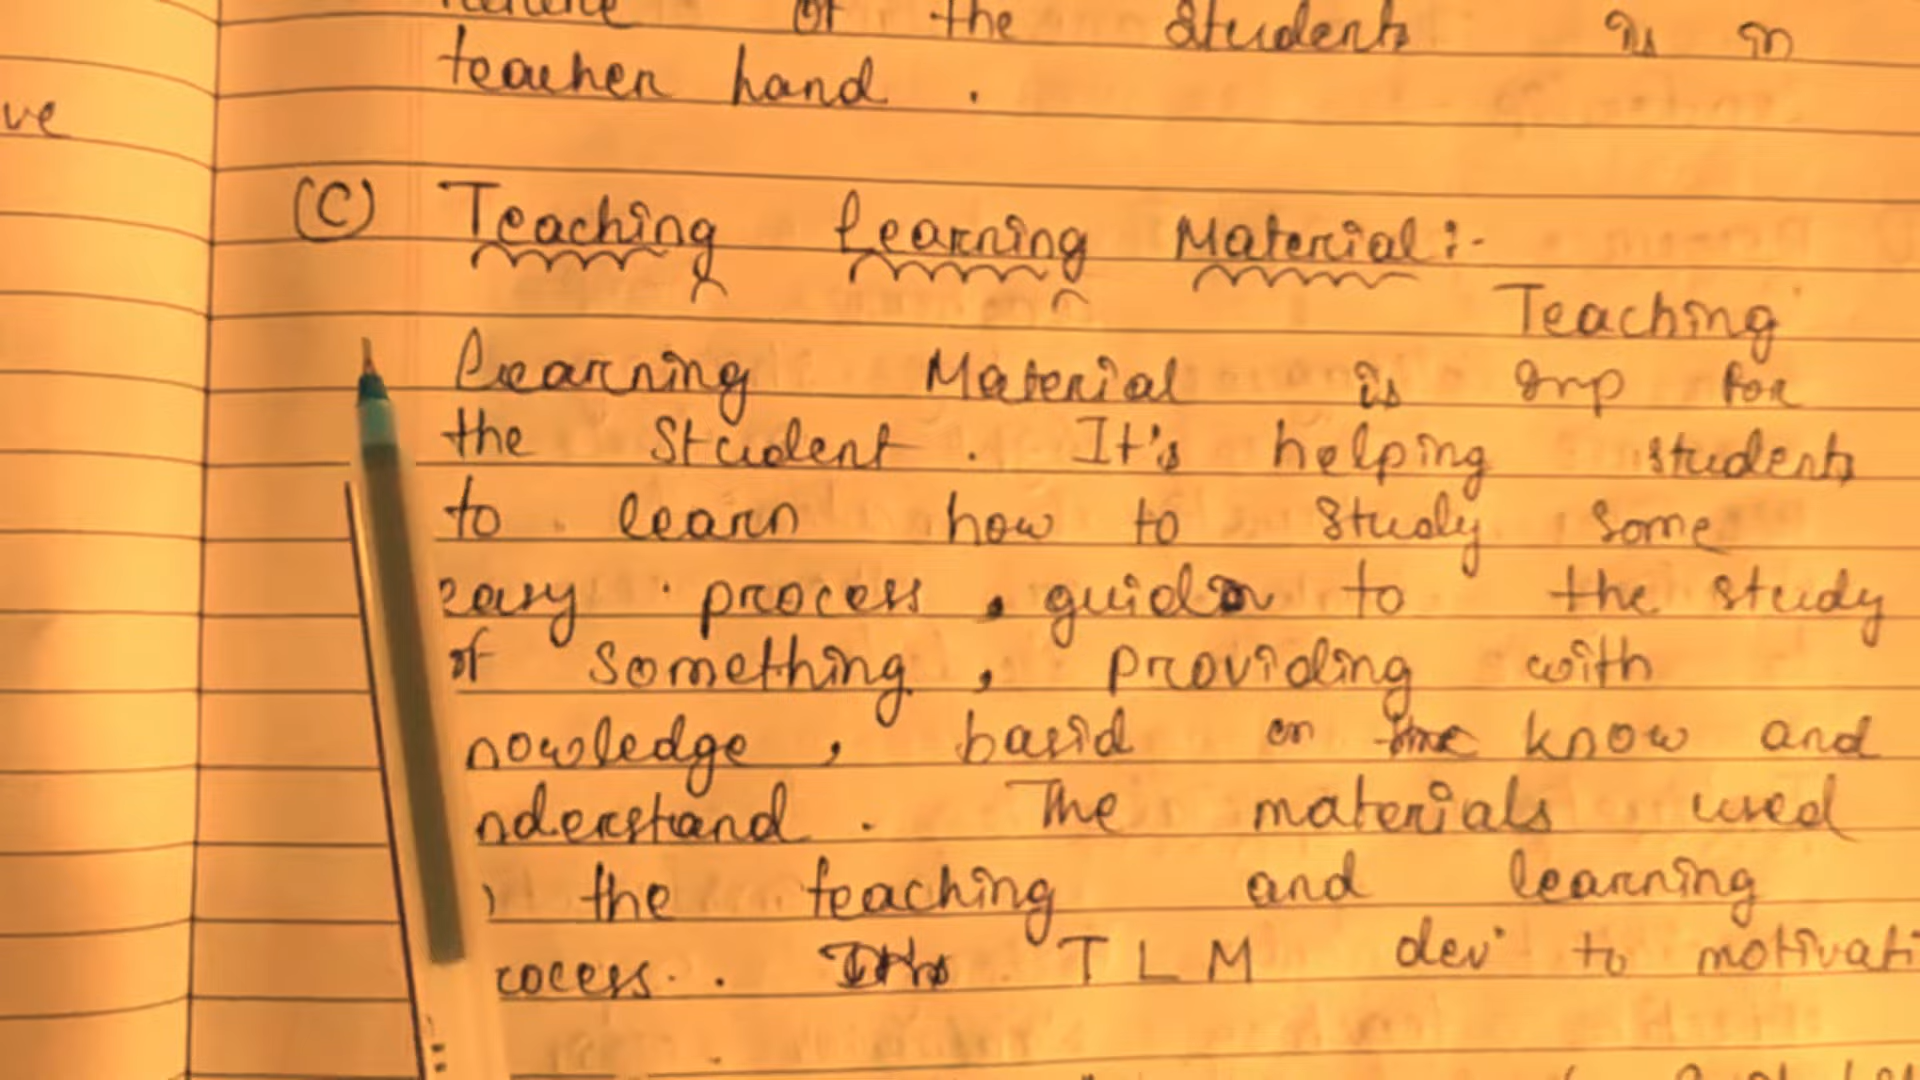 of the students is in
teacher hand .
ve
(C) Teaching Learning Material :-
Teaching
Learning Material is Imp for
the Student . It's helping students
to learn how to study some
easy process , guide to the study
of something , providing with
nowledge , basid on the know and
nderstand . The materials used
the teaching and learning
rocess . TLM dev to motivati